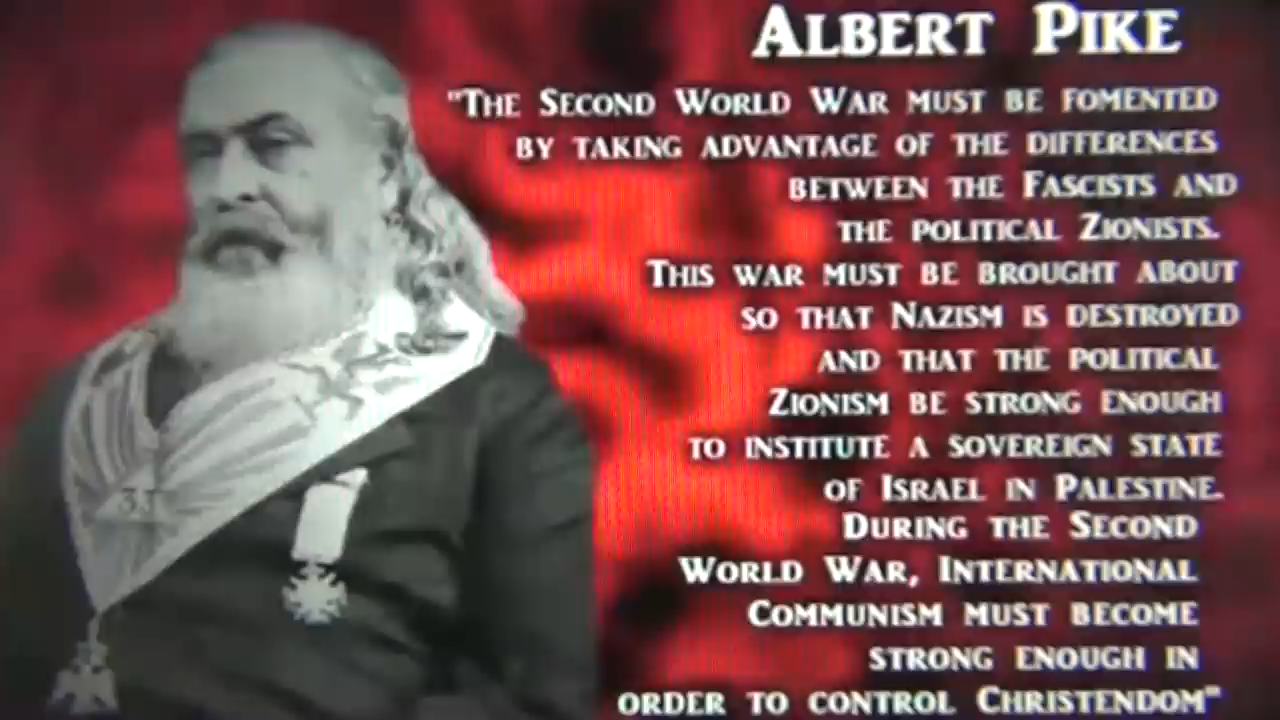 ALBERT PIKE
"THE SECOND WORLD WAR MUST BE FOMENTED
BY TAKING ADVANTAGE OF THE DIFFERENCES
BETWEEN THE FASCISTS AND
THE POLITICAL ZIONISTS.
THIS WAR MUST BE BROUGHT ABOUT
SO THAT NAZISM IS DESTROYED
AND THAT THE POLITICAL
ZIONISM BE STRONG ENOUGH
TO INSTITUTE A SOVEREIGN STATE
OF ISRAEL IN PALESTINE.
DURING THE SECOND
WORLD WAR, INTERNATIONAL
COMMUNISM MUST BECOME
STRONG ENOUGH IN
ORDER TO CONTROL CHRISTENDOM"